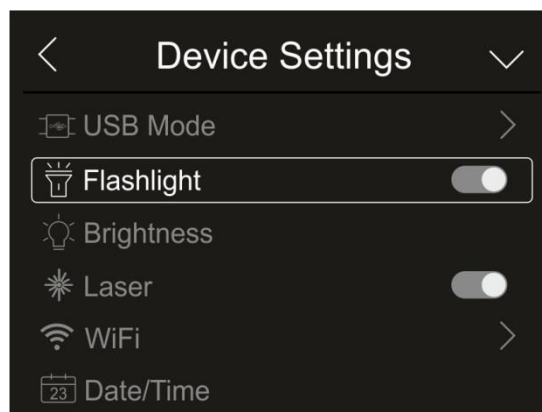 Device Settings
USB Mode
Flashlight
Brightness
Laser
WiFi
23 Date/Time